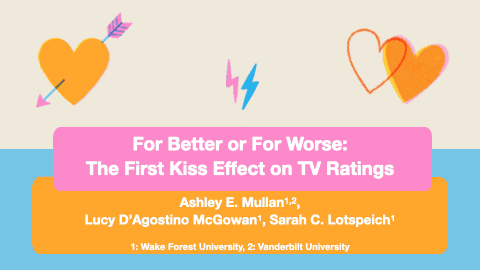 For Better or For Worse:
The First Kiss Effect on TV Ratings
Ashley E. Mullan¹,²,
Lucy D’Agostino McGowan¹, Sarah C. Lotspeich¹
1: Wake Forest University, 2: Vanderbilt University